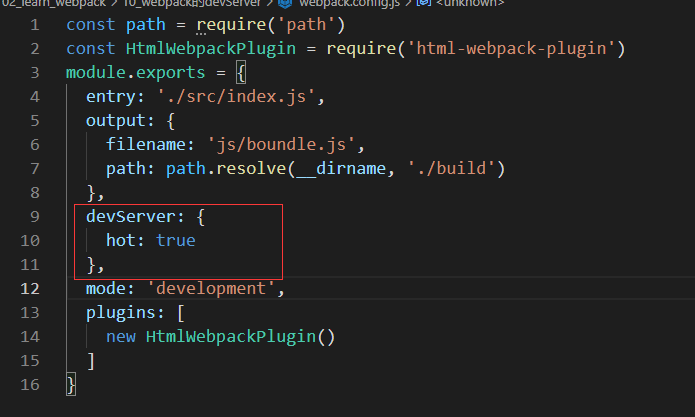 02_learn_webpack > 10_webpack的devServer > webpack.config.js > <unknown>
1 const path = require('path')
2 const HtmlWebpackPlugin = require('html-webpack-plugin')
3 module.exports = {
4 entry: './src/index.js',
5 output: {
6 filename: 'js/boundle.js',
7 path: path.resolve(__dirname, './build')
8 },
9 devServer: {
10 hot: true
11 },
12 mode: 'development',
13 plugins: [
14 new HtmlWebpackPlugin()
15 ]
16 }